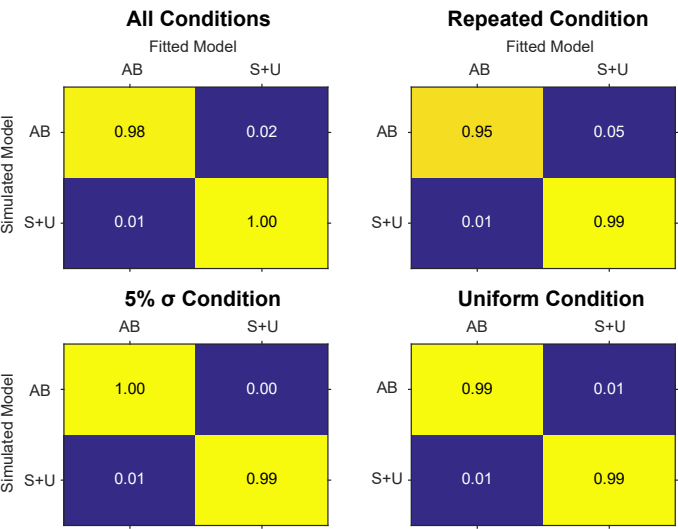 All Conditions
Fitted Model
AB S+U
Simulated Model
AB 0.98 0.02
S+U 0.01 1.00
Repeated Condition
Fitted Model
AB S+U
AB 0.95 0.05
S+U 0.01 0.99
5% σ Condition
AB S+U
Simulated Model
AB 1.00 0.00
S+U 0.01 0.99
Uniform Condition
AB S+U
AB 0.99 0.01
S+U 0.01 0.99